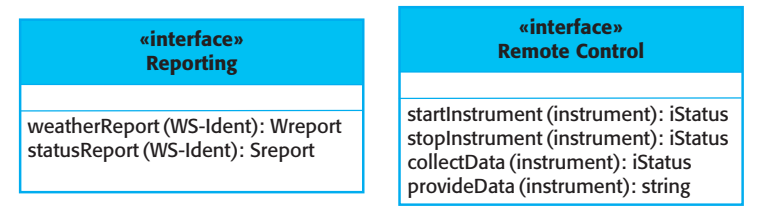 «interface»
Reporting
weatherReport (WS-Ident): Wreport
statusReport (WS-Ident): Sreport
«interface»
Remote Control
startInstrument (instrument): iStatus
stopInstrument (instrument): iStatus
collectData (instrument): iStatus
provideData (instrument): string